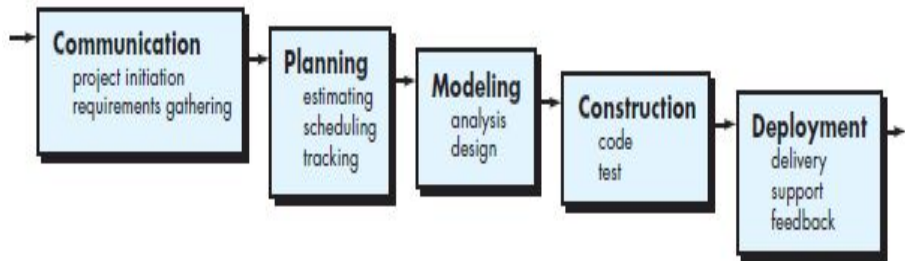 Communication
project initiation
requirements gathering
Planning
estimating
scheduling
tracking
Modeling
analysis
design
Construction
code
test
Deployment
delivery
support
feedback